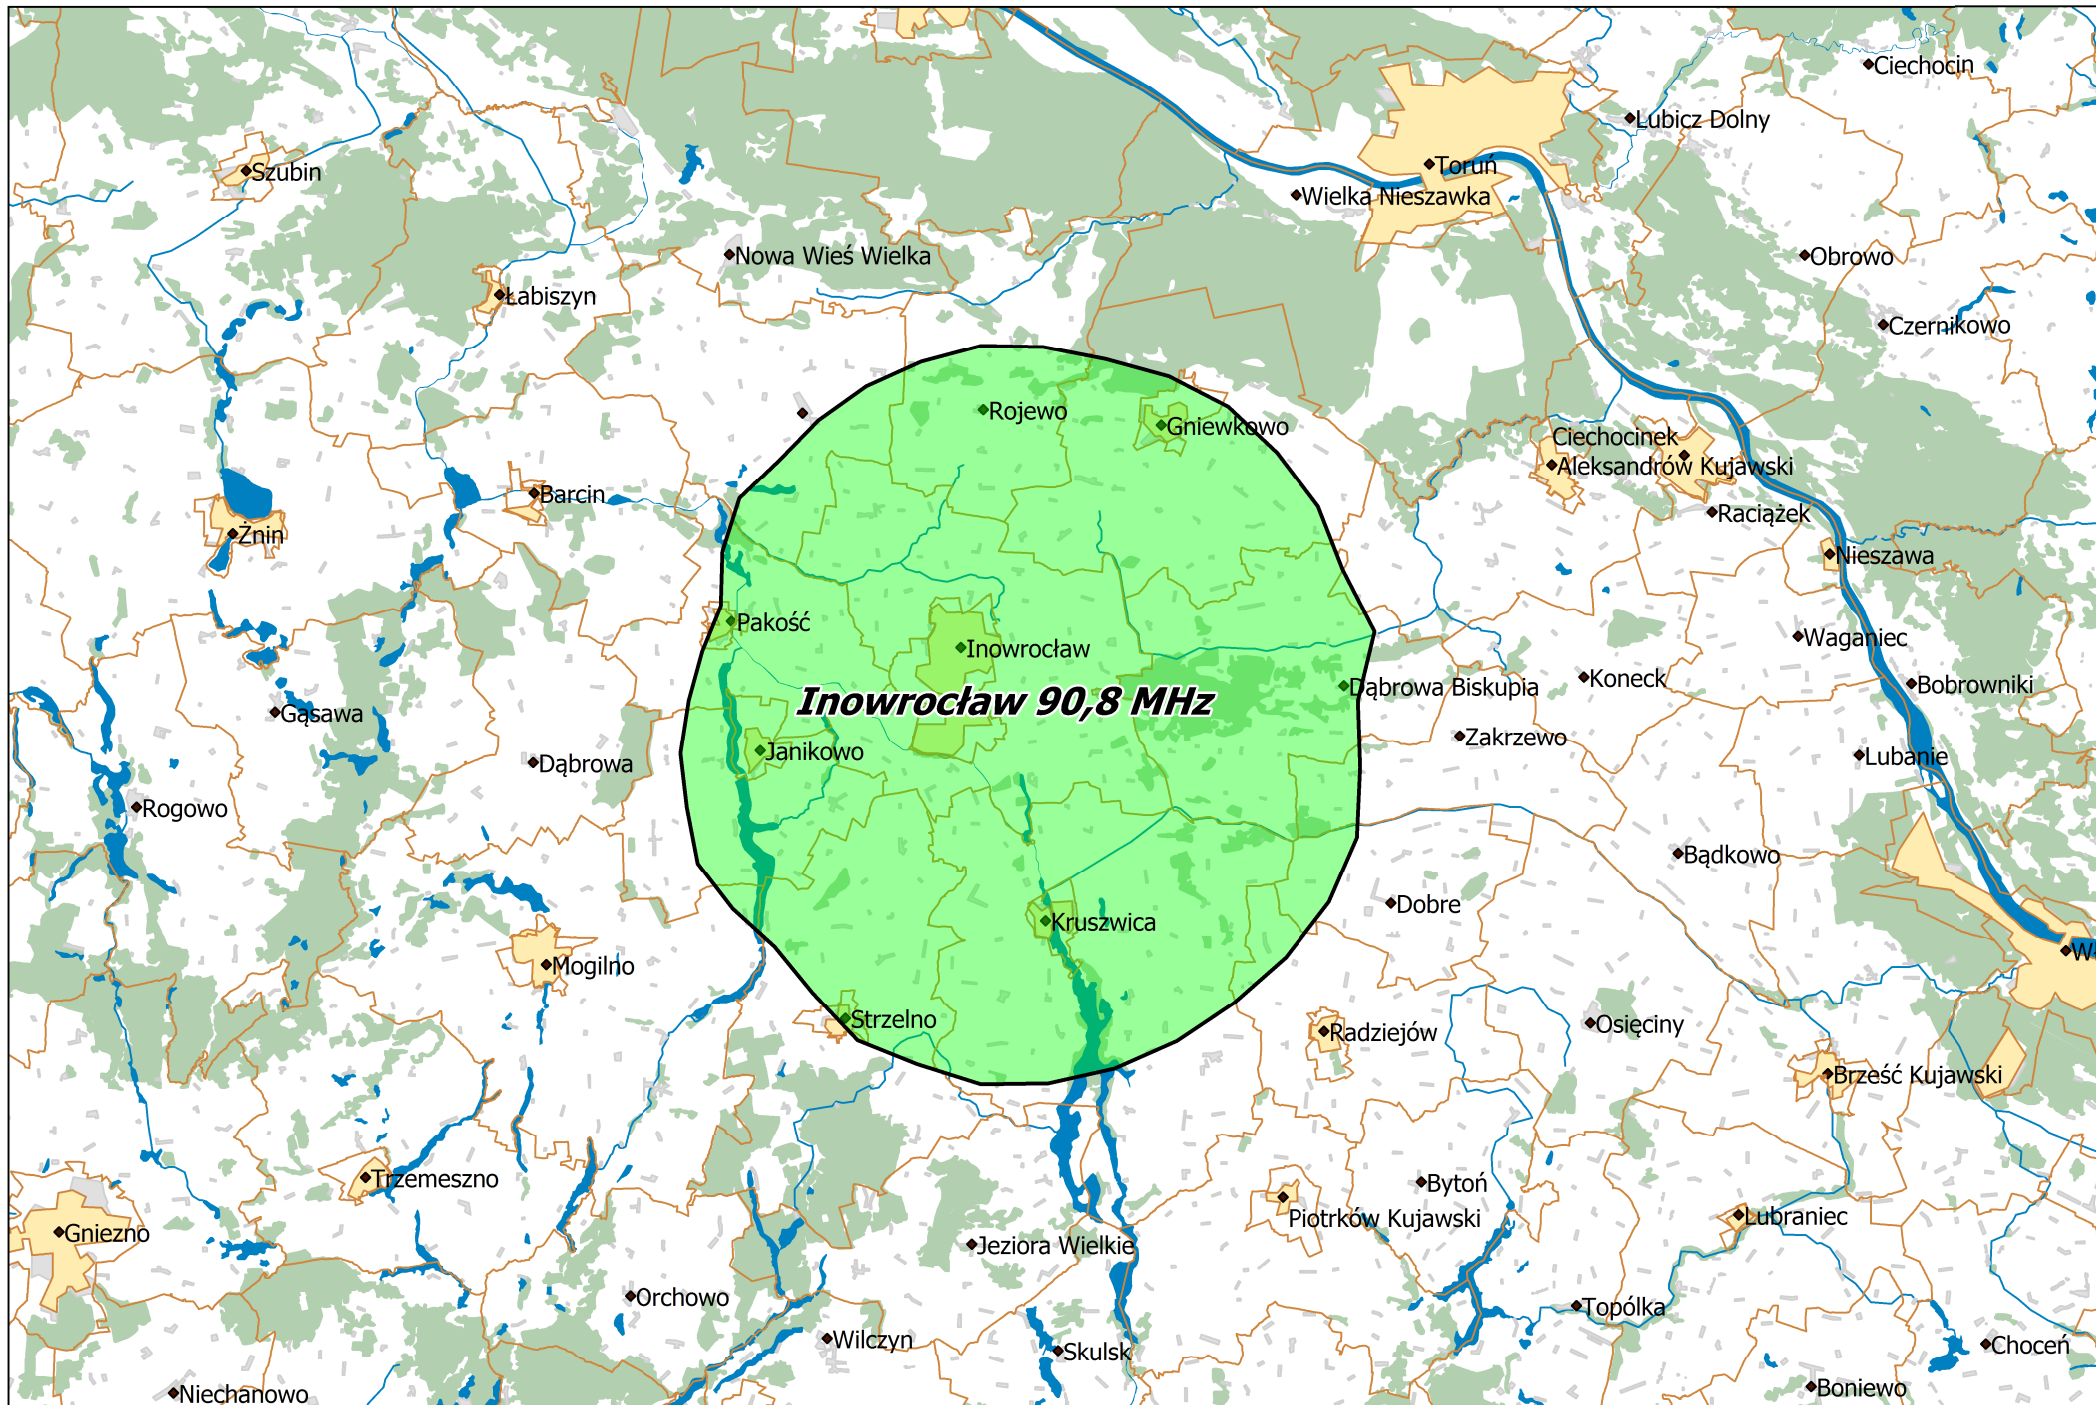 Ciechocin
Lubicz Dolny
Toruń
Szubin
Wielka Nieszawka
Nowa Wieś Wielka
Obrowo
Łabiszyn
Czernikowo
Rojewo
Gniewkowo
Ciechocinek
Aleksandrów Kujawski
Barcin
Raciążek
Żnin
Nieszawa
Pakość
Waganiec
Inowrocław
Koneck
Bobrowniki
Dąbrowa Biskupia
Inowrocław 90,8 MHz
Gąsawa
Zakrzewo
Janikowo
Lubanie
Dąbrowa
Rogowo
Bądkowo
Dobre
Kruszwica
W
Mogilno
Strzelno
Osięciny
Radziejów
Brześć Kujawski
Trzemeszno
Bytoń
Lubraniec
Piotrków Kujawski
Gniezno
Jeziora Wielkie
Orchowo
Topólka
Wilczyn
Choceń
Skulsk
Boniewo
Niechanowo